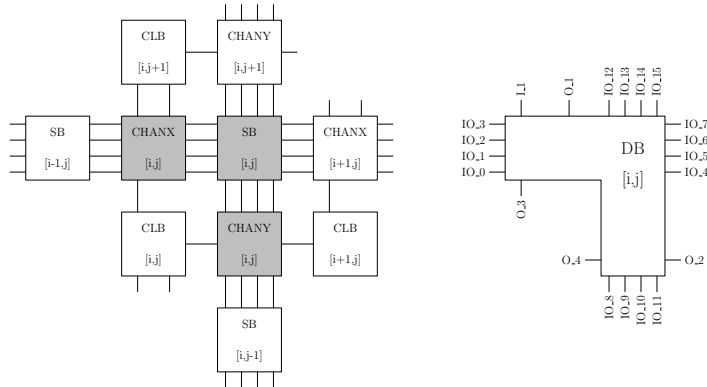 CLB
[i,j+1]
CHANY
[i,j+1]
SB
[i-1,j]
CHANX
[i,j]
SB
[i,j]
CHANX
[i+1,j]
CLB
[i,j]
CHANY
[i,j]
CLB
[i+1,j]
SB
[i,j-1]
I_1
O_1
IO_12
IO_13
IO_14
IO_15
IO_3
IO_2
IO_1
IO_0
DB
[i,j]
IO_7
IO_6
IO_5
IO_4
O_3
O_4
O_2
IO_8
IO_9
IO_10
IO_11